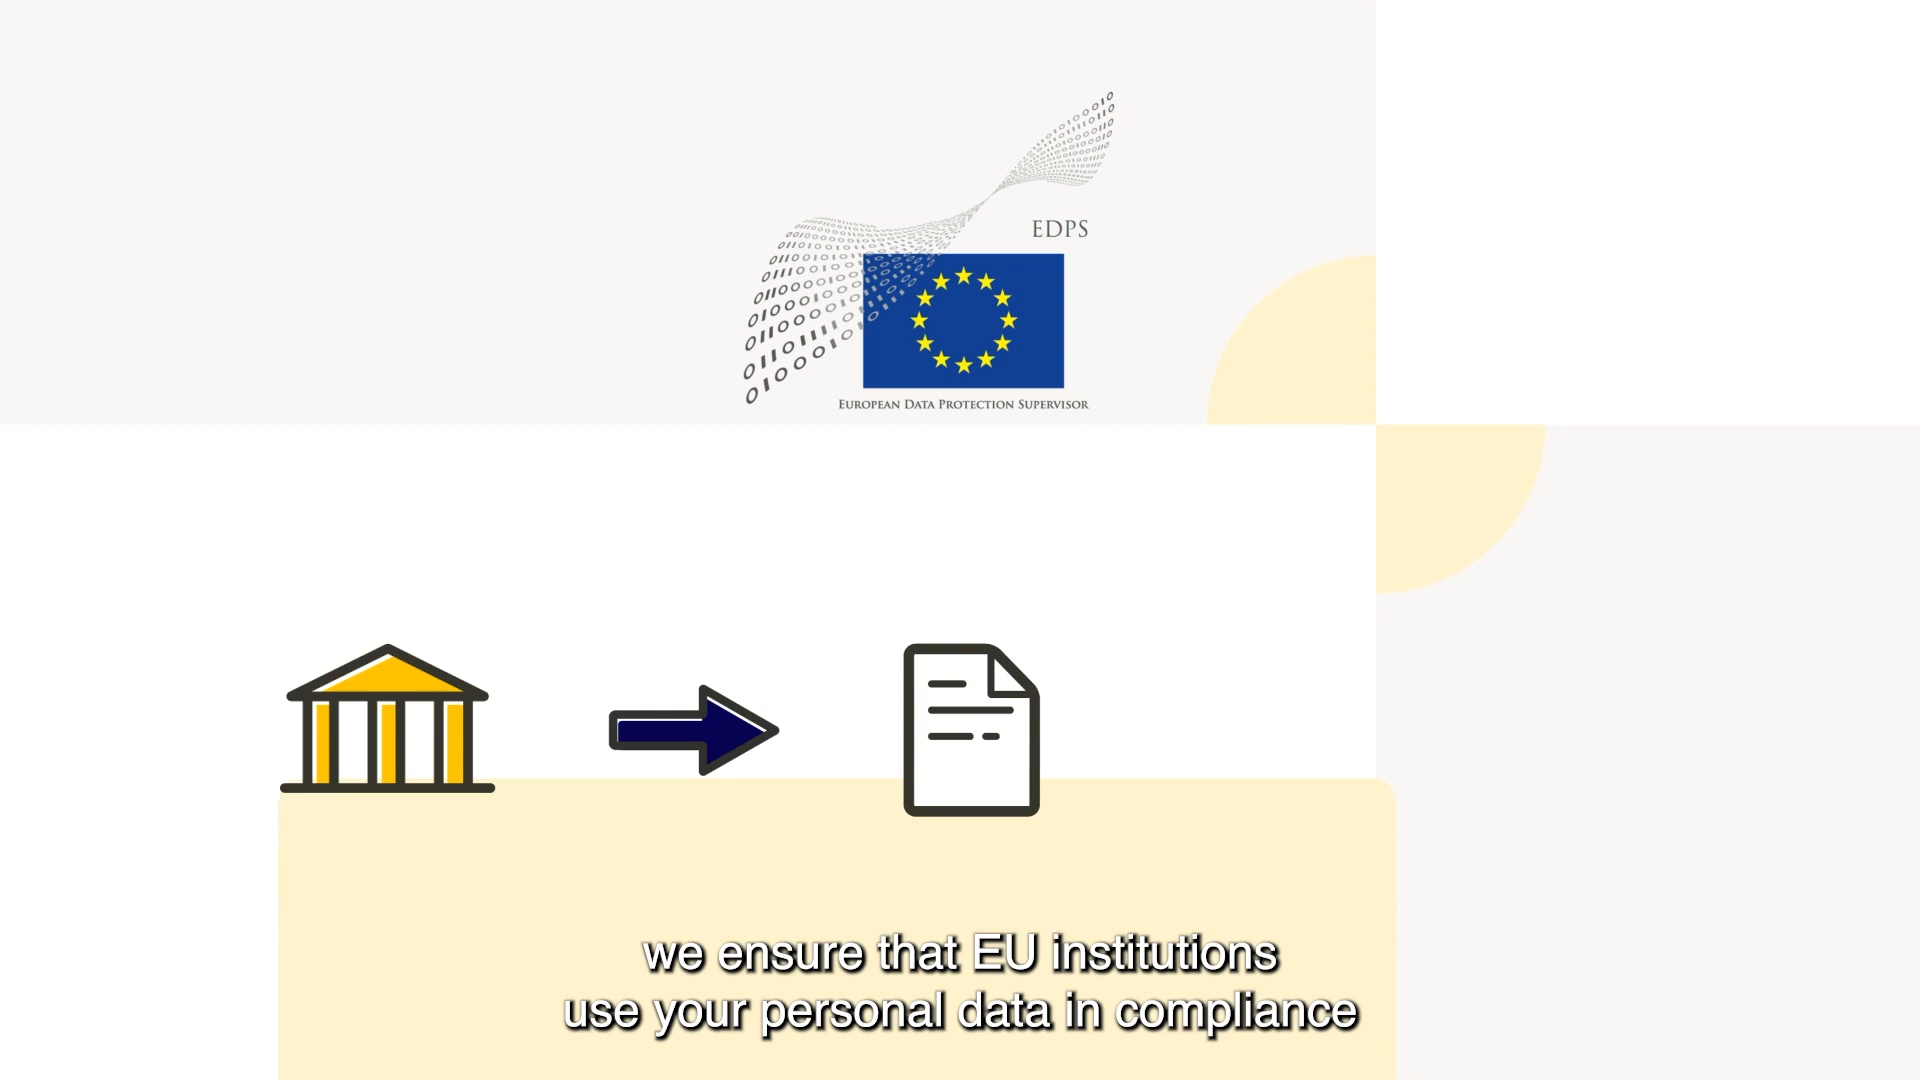 EDPS
EUROPEAN DATA PROTECTION SUPERVISOR
we ensure that EU institutions
use your personal data in compliance